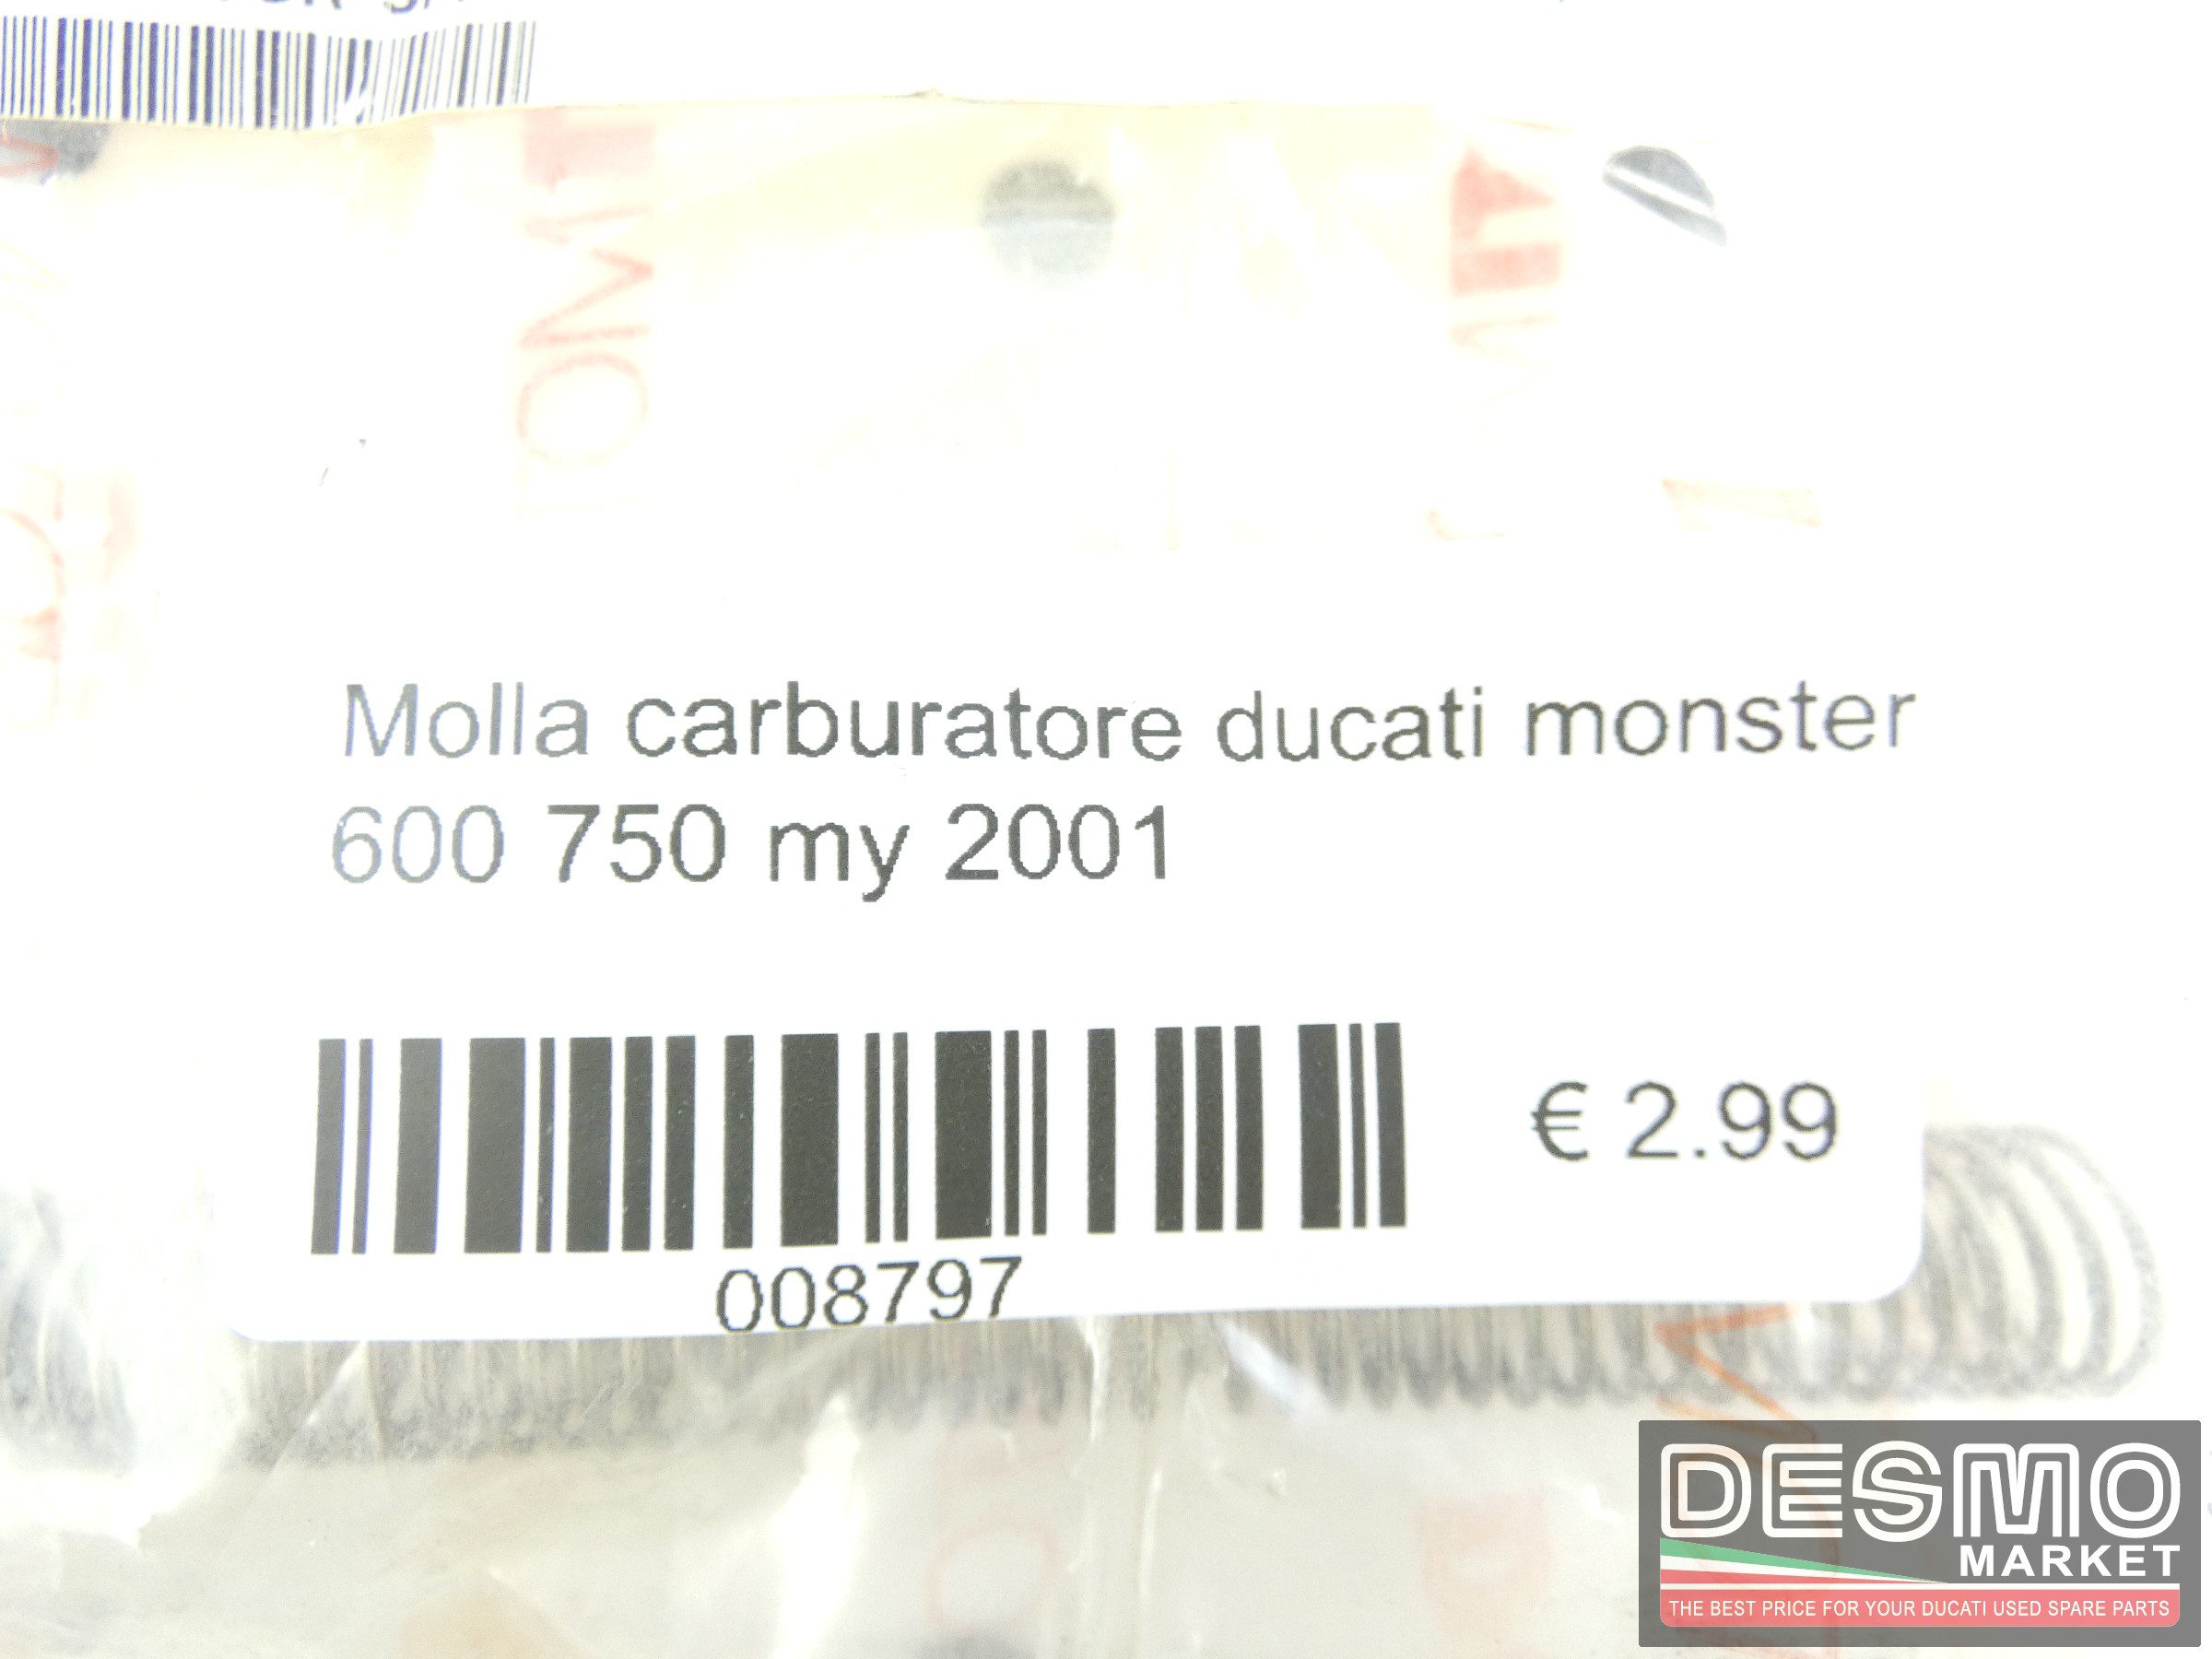 Molla carburatore ducati monster
600 750 my 2001
€ 2.99
008797
DESMO
MARKET
THE BEST PRICE FOR YOUR DUCATI USED SPARE PARTS